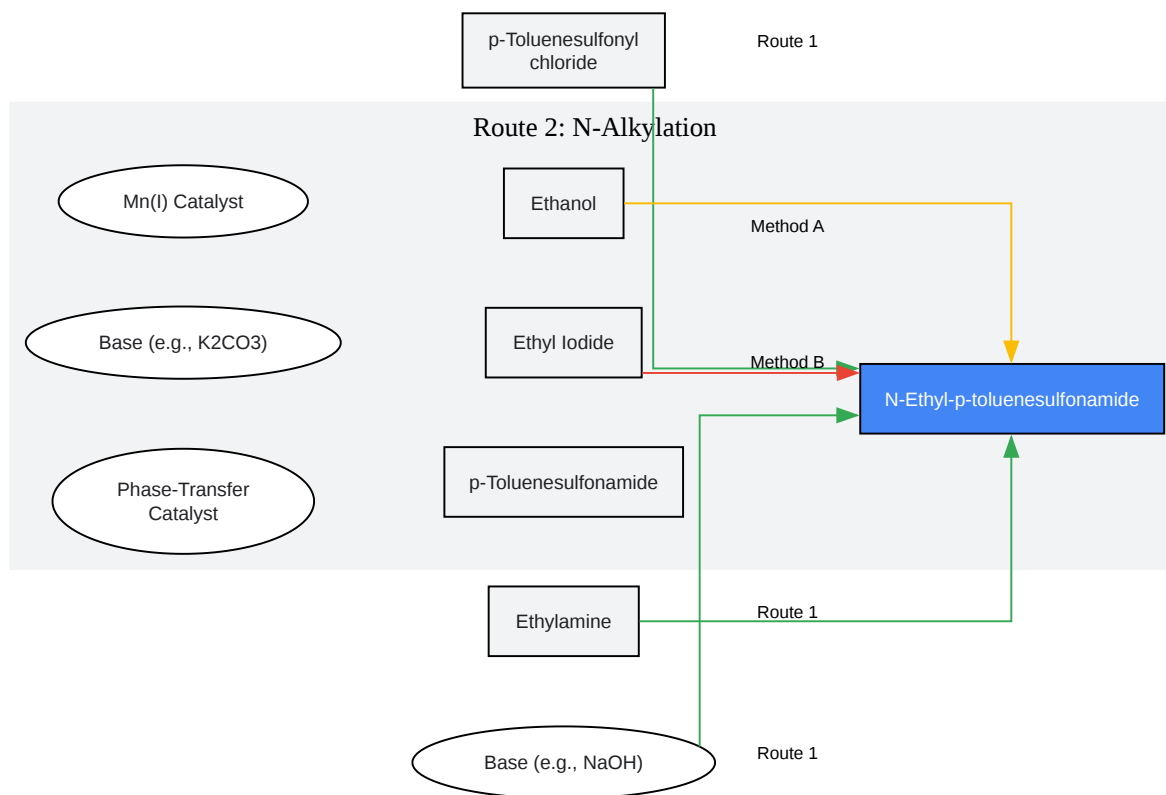 p-Toluenesulfonyl
chloride
Route 1
Route 2: N-Alkylation
Mn(I) Catalyst
Ethanol
Method A
Base (e.g., K2CO3)
Ethyl Iodide
Method B
N-Ethyl-p-toluenesulfonamide
Phase-Transfer
Catalyst
p-Toluenesulfonamide
Ethylamine
Route 1
Base (e.g., NaOH)
Route 1